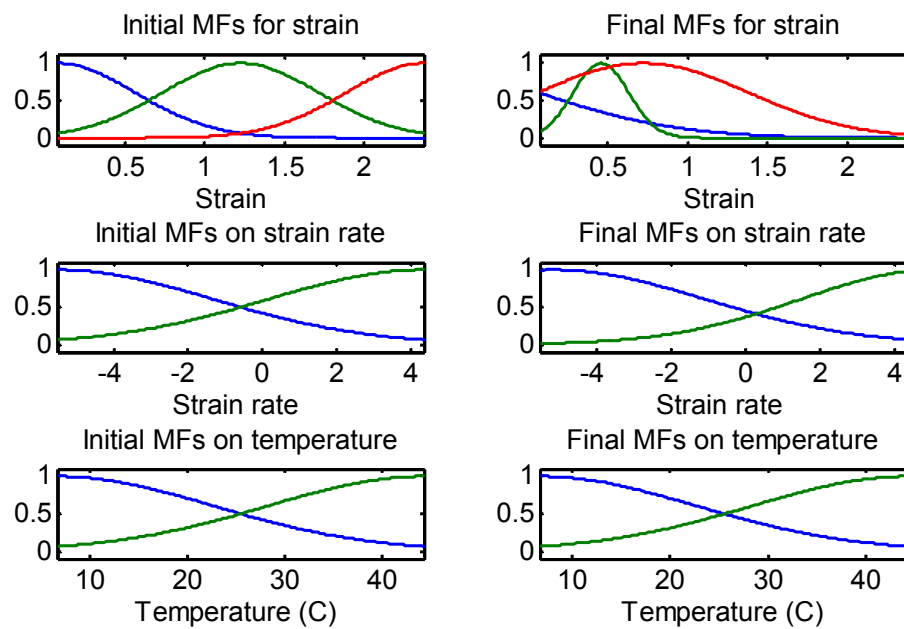 Initial MFs for strain
Final MFs for strain
1
0.5
0
0.5 1 1.5 2
Strain
1
0.5
0
0.5 1 1.5 2
Strain
Initial MFs on strain rate
Final MFs on strain rate
1
0.5
0
-4 -2 0 2 4
Strain rate
1
0.5
0
-4 -2 0 2 4
Strain rate
Initial MFs on temperature
Final MFs on temperature
1
0.5
0
10 20 30 40
Temperature (C)
1
0.5
0
10 20 30 40
Temperature (C)